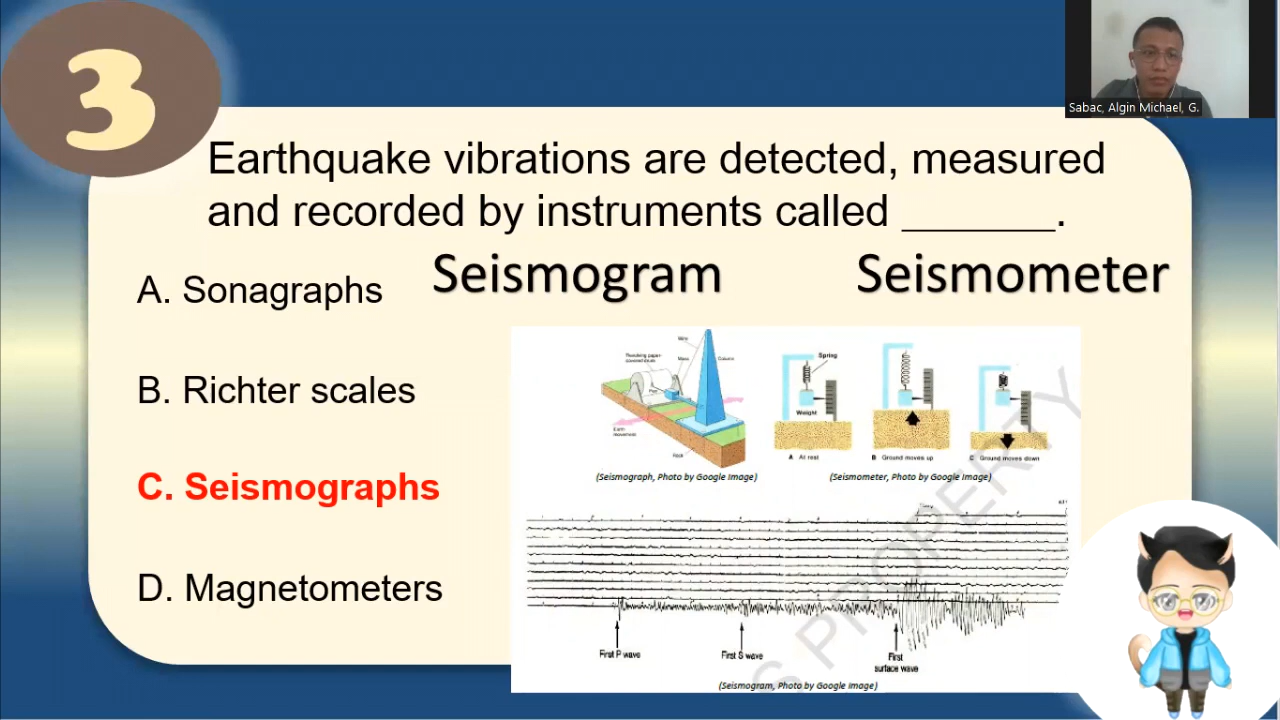 3
Sabac, Algin Michael, G.
Earthquake vibrations are detected, measured
and recorded by instruments called ______.
A. Sonagraphs
Seismogram
Seismometer
B. Richter scales
C. Seismographs
D. Magnetometers
Wire
Revolving paper-
covered drum
Mass
Column
Earth
movement
Rock
Spring
Weight
A At rest
B Ground moves up
C Ground moves down
(Seismograph, Photo by Google Image)
(Seismometer, Photo by Google Image)
First P wave
First S wave
First
surface wave
(Seismogram, Photo by Google Image)
S PROPERTY